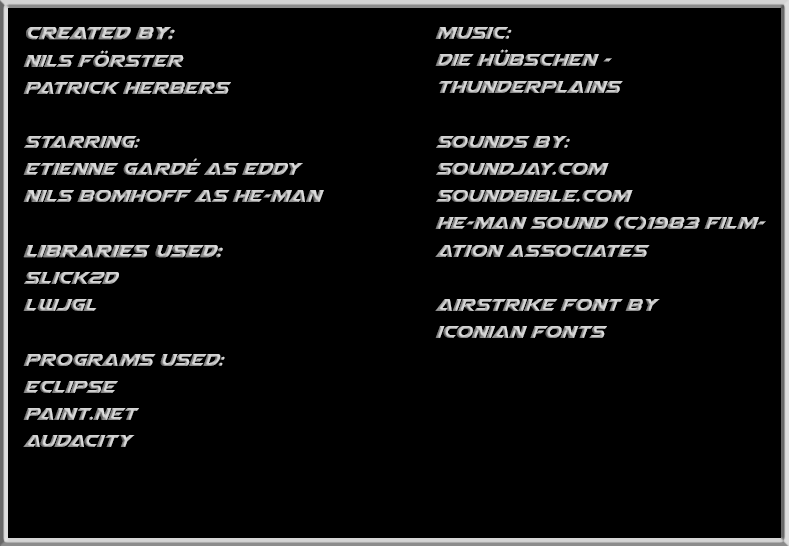 CREATED BY:
NILS FÖRSTER
PATRICK HERBERS
STARRING:
ETIENNE GARDÉ AS EDDY
NILS BOMHOFF AS HE-MAN
LIBRARIES USED:
SLICK2D
LWJGL
PROGRAMS USED:
ECLIPSE
PAINT.NET
AUDACITY
MUSIC:
DIE HÜBSCHEN -
THUNDERPLAINS
SOUNDS BY:
SOUNDJAY.COM
SOUNDBIBLE.COM
HE-MAN SOUND (C)1983 FILM-
ATION ASSOCIATES
AIRSTRIKE FONT BY
ICONIAN FONTS